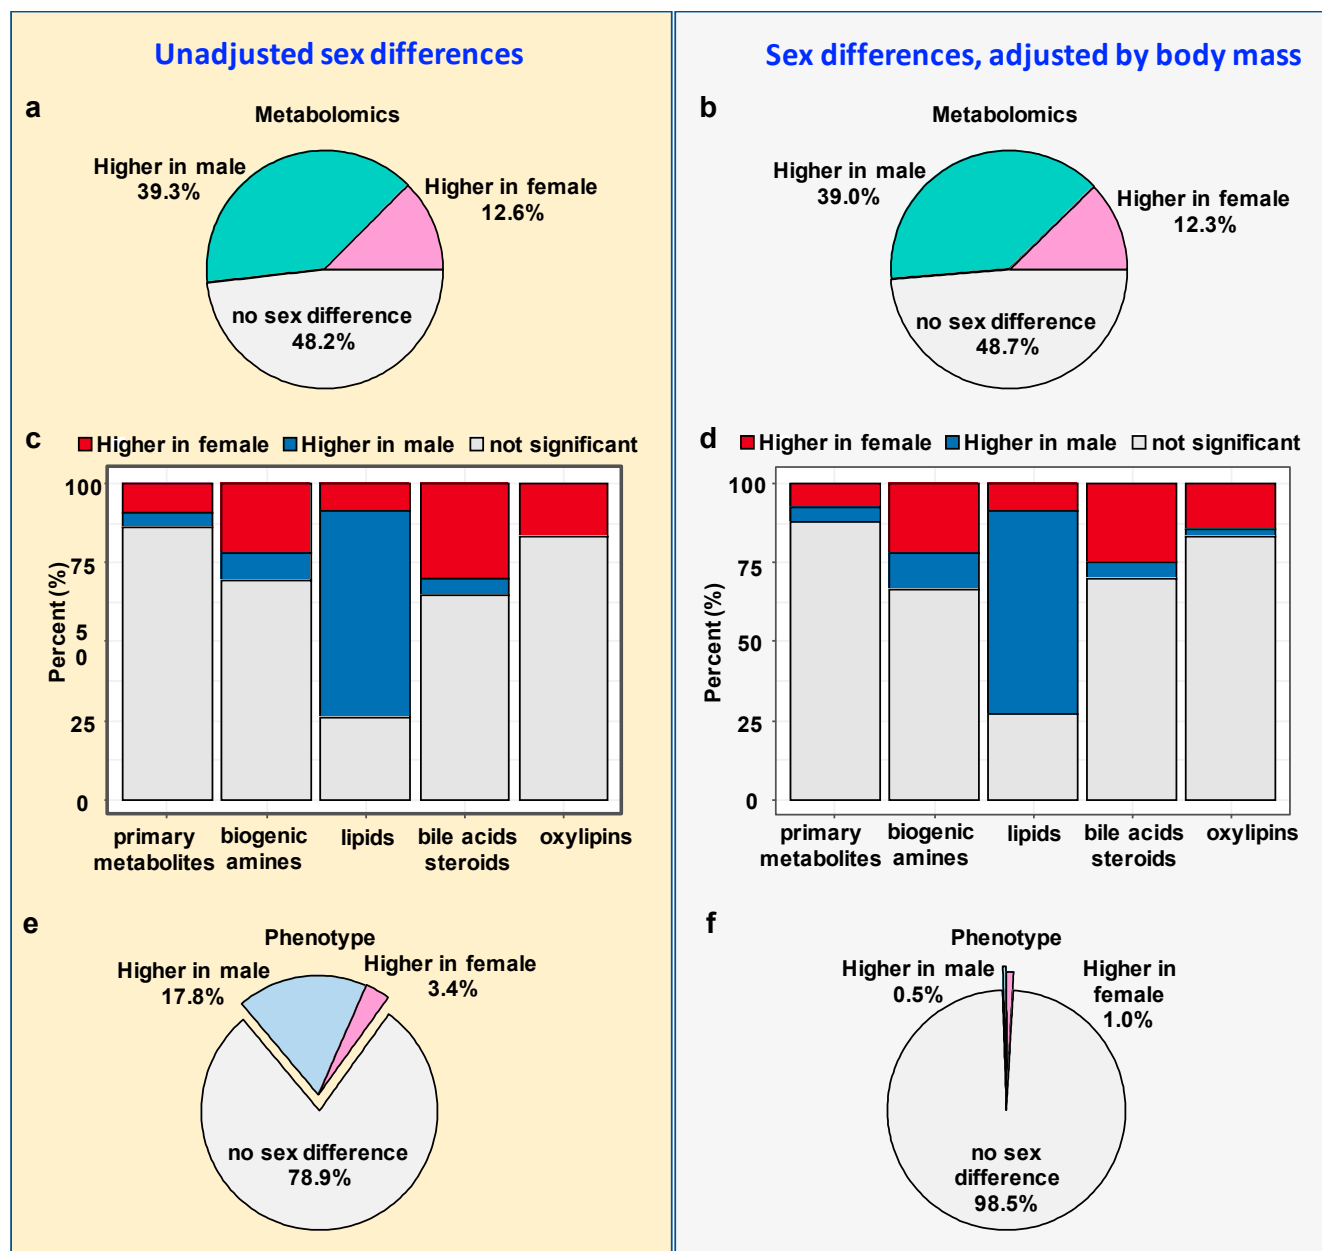 Unadjusted sex differences
a
Metabolomics
Higher in male
39.3%
Higher in female
12.6%
no sex difference
48.2%
c
Higher in female Higher in male not significant
Percent (%)
100
75
5
0
25
0
primary
metabolites
biogenic
amines
lipids
bile acids
steroids
oxylipins
e
Phenotype
Higher in male
17.8%
Higher in female
3.4%
no sex difference
78.9%
Sex differences, adjusted by body mass
b
Metabolomics
Higher in male
39.0%
Higher in female
12.3%
no sex difference
48.7%
d
Higher in female Higher in male not significant
Percent (%)
100
75
50
25
0
primary
metabolites
biogenic
amines
lipids
bile acids
steroids
oxylipins
f
Phenotype
Higher in male
0.5%
Higher in
female
1.0%
no sex
difference
98.5%